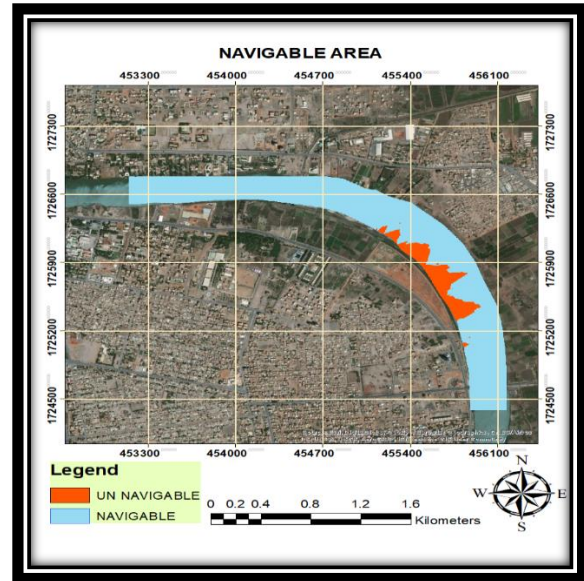 NAVIGABLE AREA
453300 454000 454700 455400 456100
1727300 1727300
1726600 1726600
1725900 1725900
1725200 1725200
1724500 1724500
453300 454000 454700 455400 456100
Legend
UN NAVIGABLE
NAVIGABLE
0 0.2 0.4 0.8 1.2 1.6
Kilometers
N
W E
S